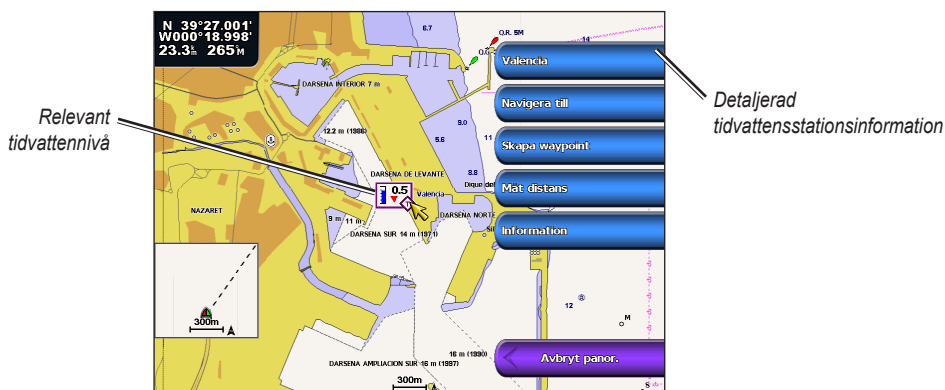 N 39°27.001'
W000°18.998'
23.3 265
6.7
Q.R. 5M
14
Valencia
Detaljerad
tidvattensstationsinformation
DARSENA INTERIOR 7 m
Navigera till
Relevant
tidvattennivå
12.2 m (1986)
9.0
11
5.6
Skapa waypoint
DARSENA DE LEVANTE
8.8
0.5
Valencia
Dique del
Mät distans
NAZARET
9 m
11 m
DARSENA NORTE
DARSENA SUR 14 m (1971)
Information
12
M
300m
16 m (1990)
Avbryt panor.
DARSENA AMPLIACION SUR 16 m (1997)
300m
S